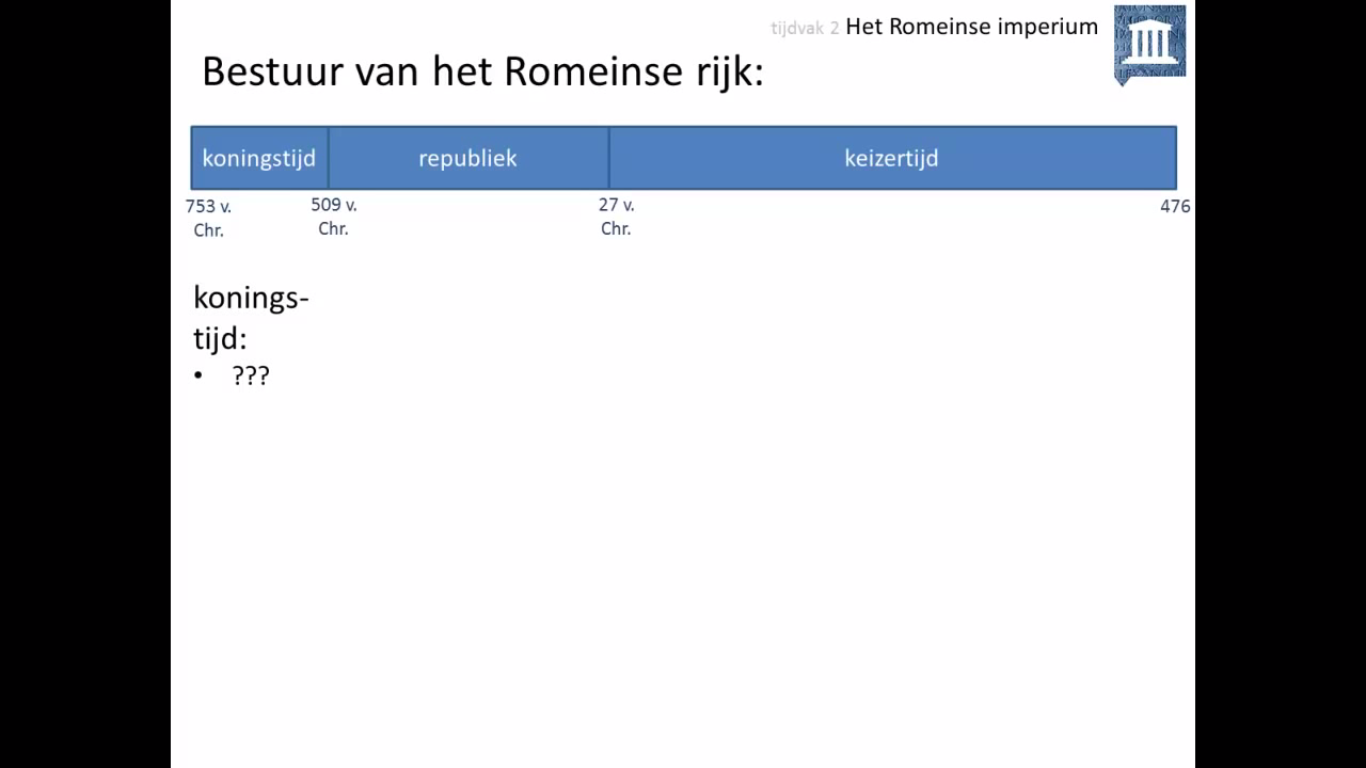 tijdvak 2 Het Romeinse imperium
Bestuur van het Romeinse rijk:
koningstijd republiek keizertijd
753 v. Chr.
509 v. Chr.
27 v. Chr.
476
konings-
tijd:
• ???